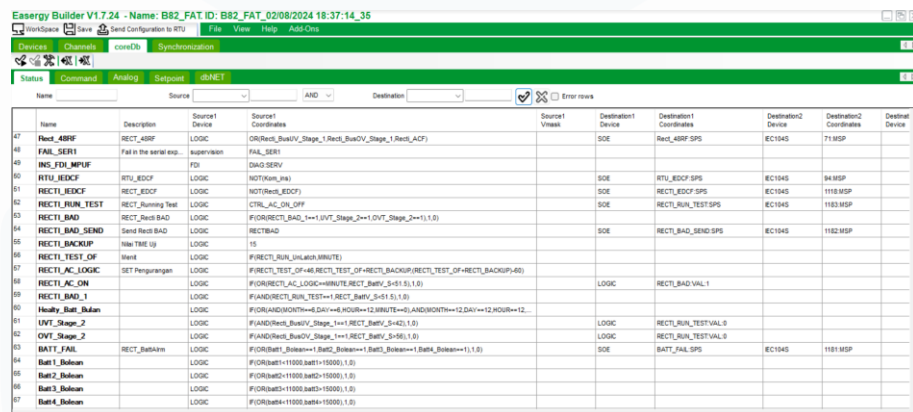 Easergy Builder V1.7.24 - Name: B82_FAT. ID: B82_FAT_02/08/2024 18:37:14_35
WorkSpace Save Send Configuration to RTU File View Help Add-Ons
Devices Channels coreDb Synchronization
Status Command Analog Setpoint dbNET
Name Source AND Destination Error rows
Name Description Source1 Device Source1 Coordinates Source1 Vmask Destination1 Device Destination1 Coordinates Destination2 Device Destination2 Coordinates Destinat Device
47 Rect_48RF RECT_48RF LOGIC OR(Recti_BusUV_Stage_1,Recti_BusOV_Stage_1,Recti_ACF) SOE Rect_48RF:SPS IEC104S 71:MSP
48 FAIL_SER1 Fail in the serial exp... supervision FAIL_SER1
49 INS_FDI_MPUF FDI DIAG:SERV
50 RTU_IEDCF RTU_IEDCF LOGIC NOT(Kom_ins) SOE RTU_IEDCF:SPS IEC104S 94:MSP
51 RECTI_IEDCF RECT_IEDCF LOGIC NOT(Recti_EDCF) SOE RECTI_IEDCF:SPS IEC104S 1118:MSP
52 RECTI_RUN_TEST RECT_Running Test LOGIC CTRL_AC_ON_OFF SOE RECTI_RUN_TEST:SPS IEC104S 1183:MSP
53 RECTI_BAD RECT_Recti BAD LOGIC IF(OR(RECTI_BAD_1==1,UVT_Stage_2==1,OVT_Stage_2==1),1,0)
54 RECTI_BAD_SEND Send Recti BAD LOGIC RECTIBAD SOE RECTI_BAD_SEND:SPS IEC104S 1182:MSP
55 RECTI_BACKUP Nilai TME Uji LOGIC 15
56 RECTI_TEST_OF Menit LOGIC IF(RECTI_RUN_UnLatch,MINUTE)
57 RECTI_AC_LOGIC SET Pengurangan LOGIC IF(RECTI_TEST_OF<46,RECTI_TEST_OF+RECTI_BACKUP,(RECTI_TEST_OF+RECTI_BACKUP)-60)
58 RECTI_AC_ON LOGIC IF(OR(RECTI_AC_LOGIC==MINUTE,RECT_BattV_S<51.5),1,0) LOGIC RECTI_BAD:VAL:1
59 RECTI_BAD_1 LOGIC IF(AND(RECTI_RUN_TEST==1,RECT_BattV_S<51.5),1,0)
60 Healty_Batt_Bulan LOGIC IF(OR(AND(MONTH==6,DAY==6,HOUR==12,MINUTE==0),AND(MONTH==12,DAY==12,HOUR==12,...
61 UVT_Stage_2 LOGIC IF(AND(Recti_BusUV_Stage_1==1,RECT_BattV_S<42),1,0) LOGIC RECTI_RUN_TEST:VAL:0
62 OVT_Stage_2 LOGIC IF(AND(Recti_BusOV_Stage_1==1,RECT_BattV_S>56),1,0) LOGIC RECTI_RUN_TEST:VAL:0
63 BATT_FAIL RECT_BattAlrm LOGIC IF(OR(Batt1_Bolean==1,Batt2_Bolean==1,Batt3_Bolean==1,Batt4_Bolean==1),1,0) SOE BATT_FAIL:SPS IEC104S 1181:MSP
64 Batt1_Bolean LOGIC IF(OR(batt1<11000,batt1>15000),1,0)
65 Batt2_Bolean LOGIC IF(OR(batt2<11000,batt2>15000),1,0)
66 Batt3_Bolean LOGIC IF(OR(batt3<11000,batt3>15000),1,0)
67 Batt4_Bolean LOGIC IF(OR(batt4<11000,batt4>15000),1,0)